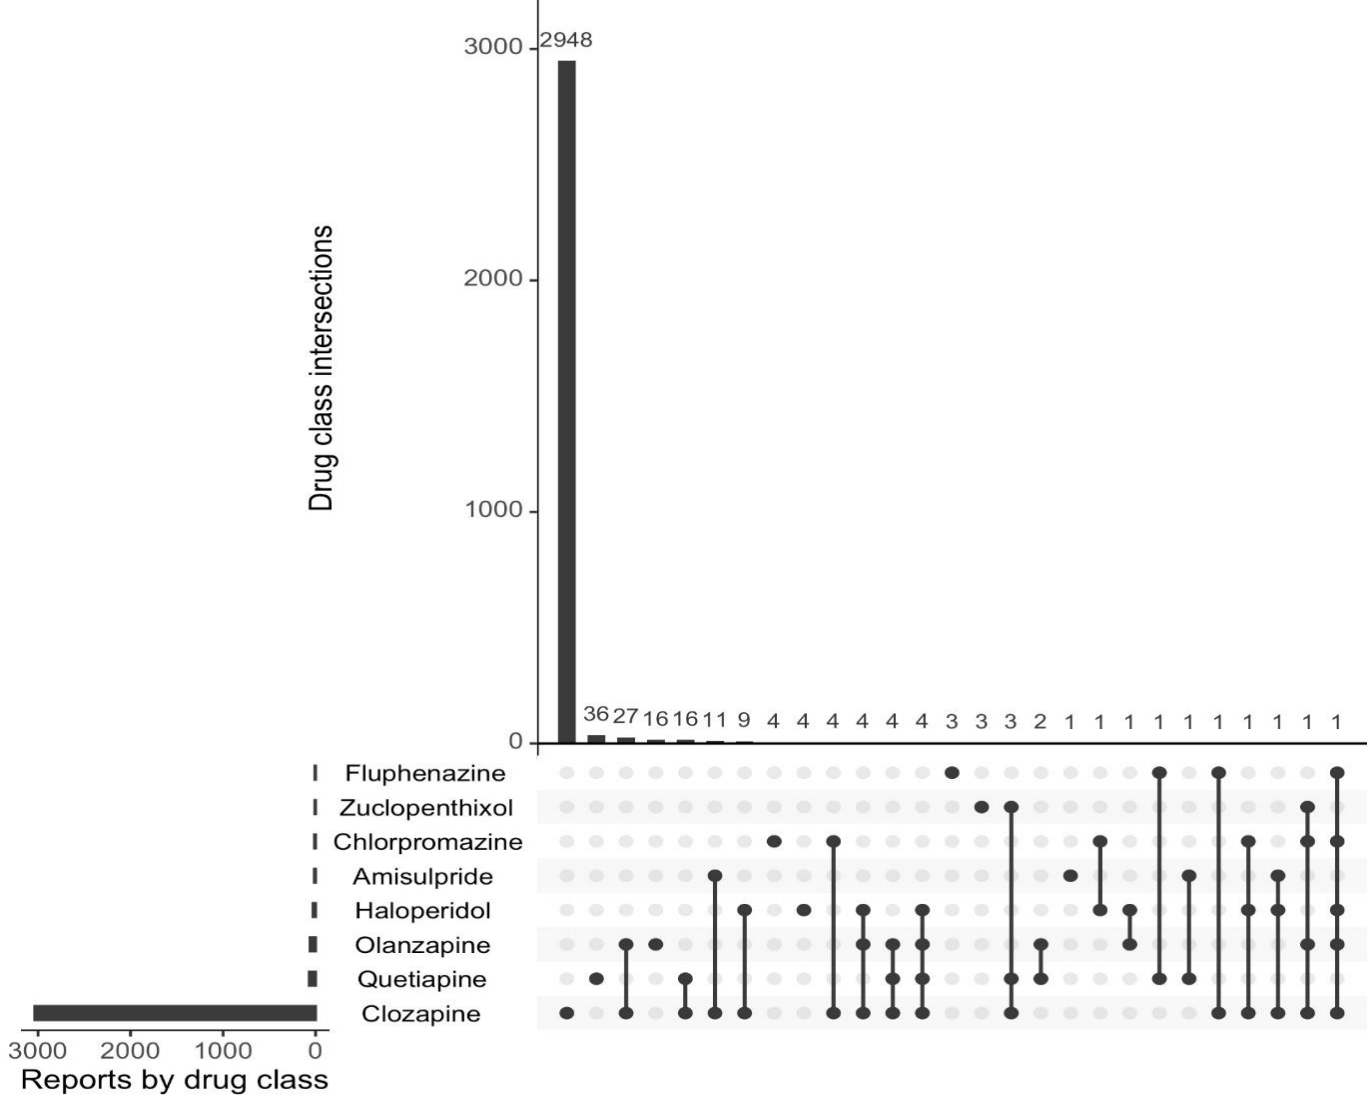 3000
2948
2000
Drug class intersections
1000
36 27 16 16 11 9 4 4 4 4 4 4 3 3 3 2 1 1 1 1 1 1 1 1 1 1
0
Fluphenazine
Zuclopenthixol
Chlorpromazine
Amisulpride
Haloperidol
Olanzapine
Quetiapine
Clozapine
3000 2000 1000 0
Reports by drug class